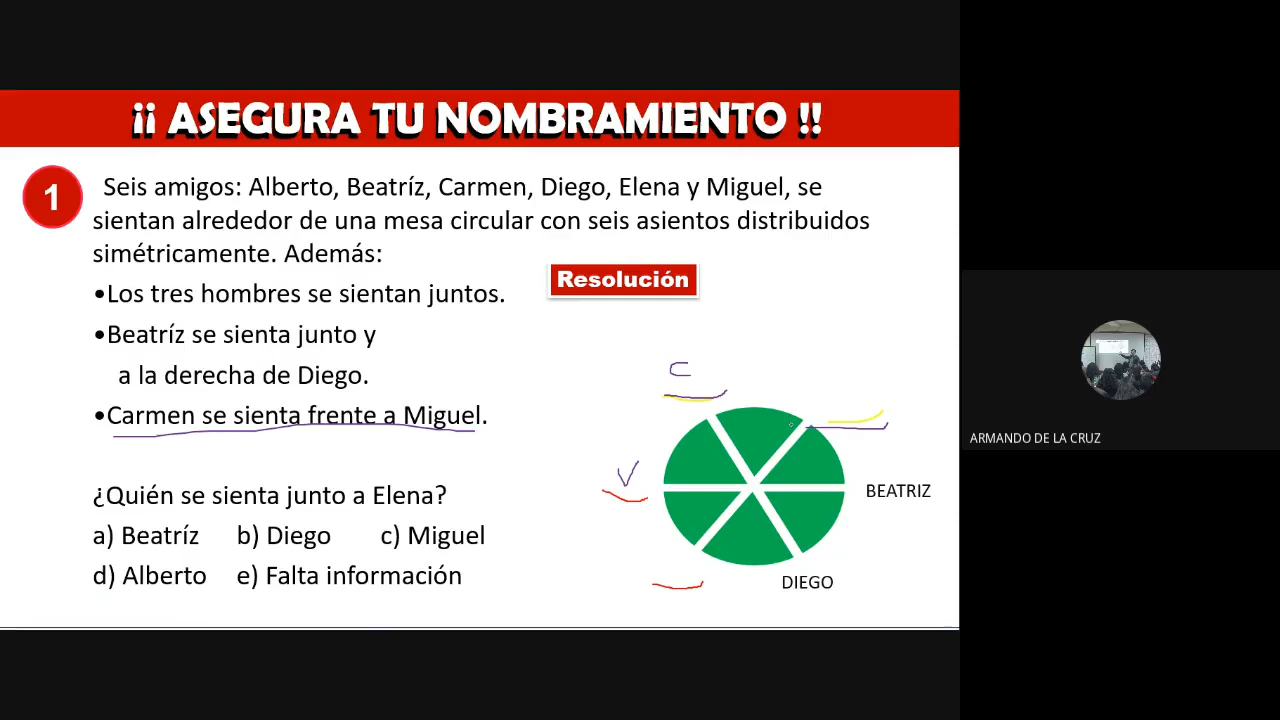 ¡¡ ASEGURA TU NOMBRAMIENTO !!
1
Seis amigos: Alberto, Beatríz, Carmen, Diego, Elena y Miguel, se
sientan alrededor de una mesa circular con seis asientos distribuidos
simétricamente. Además:
•Los tres hombres se sientan juntos.
•Beatríz se sienta junto y
a la derecha de Diego.
•Carmen se sienta frente a Miguel.
¿Quién se sienta junto a Elena?
a) Beatríz b) Diego c) Miguel
d) Alberto e) Falta información
Resolución
C
V
BEATRIZ
DIEGO
ARMANDO DE LA CRUZ